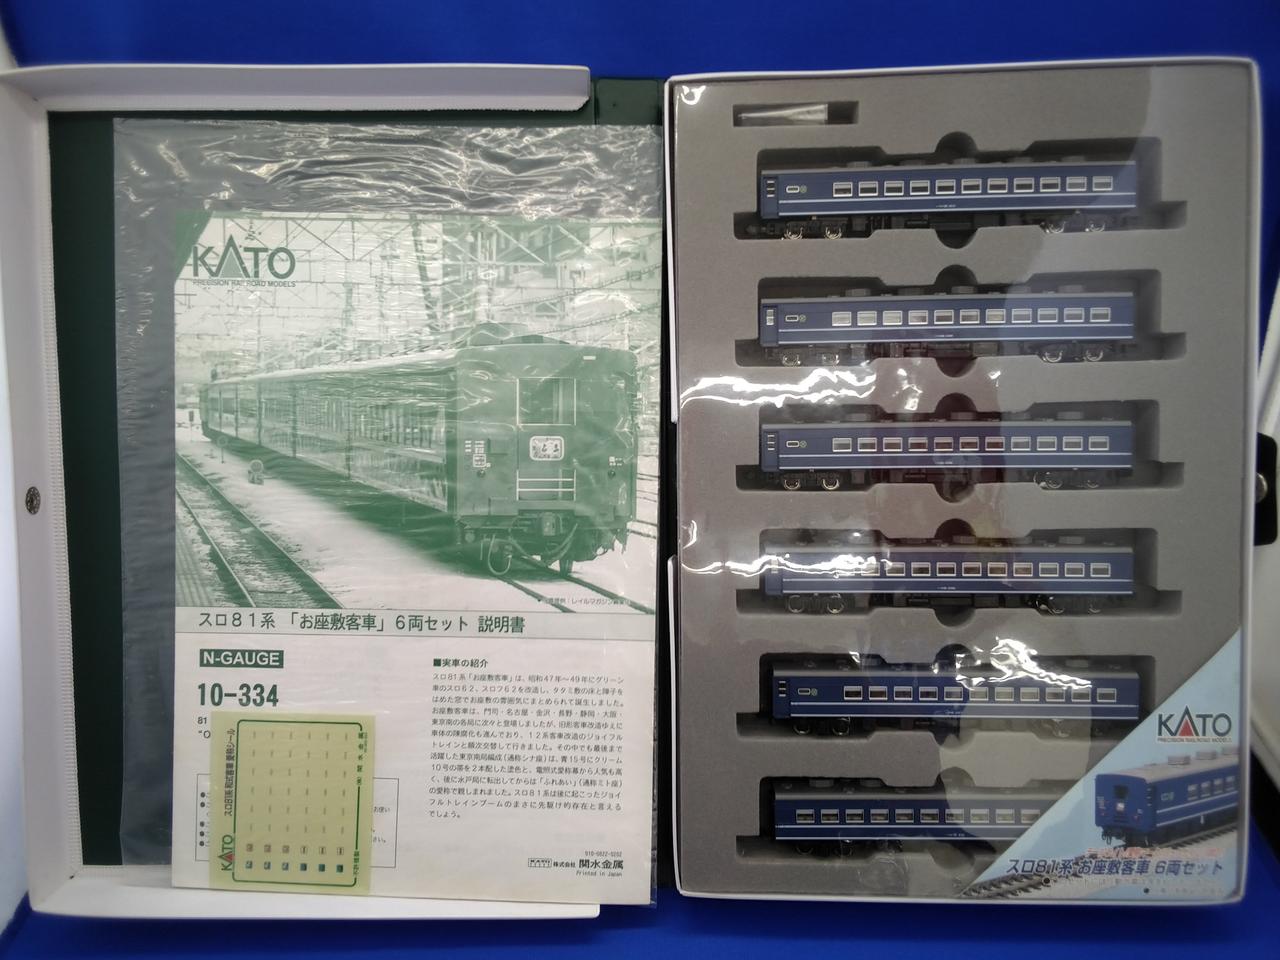 KATO
PRECISION RAILROAD MODELS
スロ81系 「お座敷客車」 6両セット 説明書
N-GAUGE
10-334
81
"O
■実車の紹介
スロ81系「お座敷客車」は、昭和47年～49年にグリーン
車のスロ62、スロフ62を改造し、タタミ敷の床と障子を
はめた窓でお座敷の雰囲気にまとめられて誕生しました。
お座敷客車は、門司・名古屋・金沢・長野・静岡・大阪・
東京南の各局に次々と登場しましたが、旧形客車改造ゆえに
車体の陳腐化も進んでおり、12系客車改造のジョイフル
トレインと順次交替して行きました。その中でも最後まで
活躍した東京南局編成(通称シナ座)は、青15号にクリーム
10号の帯を2本配した塗色と、電照式愛称幕から人気も高
く、後に水戸局に転出してからは「ふれあい」(通称ミト座)
の愛称で親しまれました。スロ81系は後に起こったジョイ
フルトレインブームのまさに先駆け的存在と言える
でしょう。
KATO 株式会社 関水金属
Printed in Japan
KATO
スロ81系和式客車 愛称シール
KATO
PRECISION RAILROAD MODELS
スロ81系 お座敷客車 6両セット